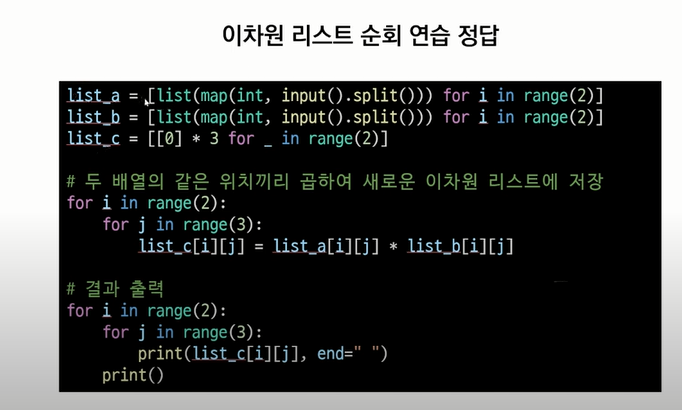 이차원 리스트 순회 연습 정답
list_a = [list(map(int, input().split())) for i in range(2)]
list_b = [list(map(int, input().split())) for i in range(2)]
list_c = [[0] * 3 for _ in range(2)]
# 두 배열의 같은 위치끼리 곱하여 새로운 이차원 리스트에 저장
for i in range(2):
    for j in range(3):
        list_c[i][j] = list_a[i][j] * list_b[i][j]
# 결과 출력
for i in range(2):
    for j in range(3):
        print(list_c[i][j], end=" ")
    print()